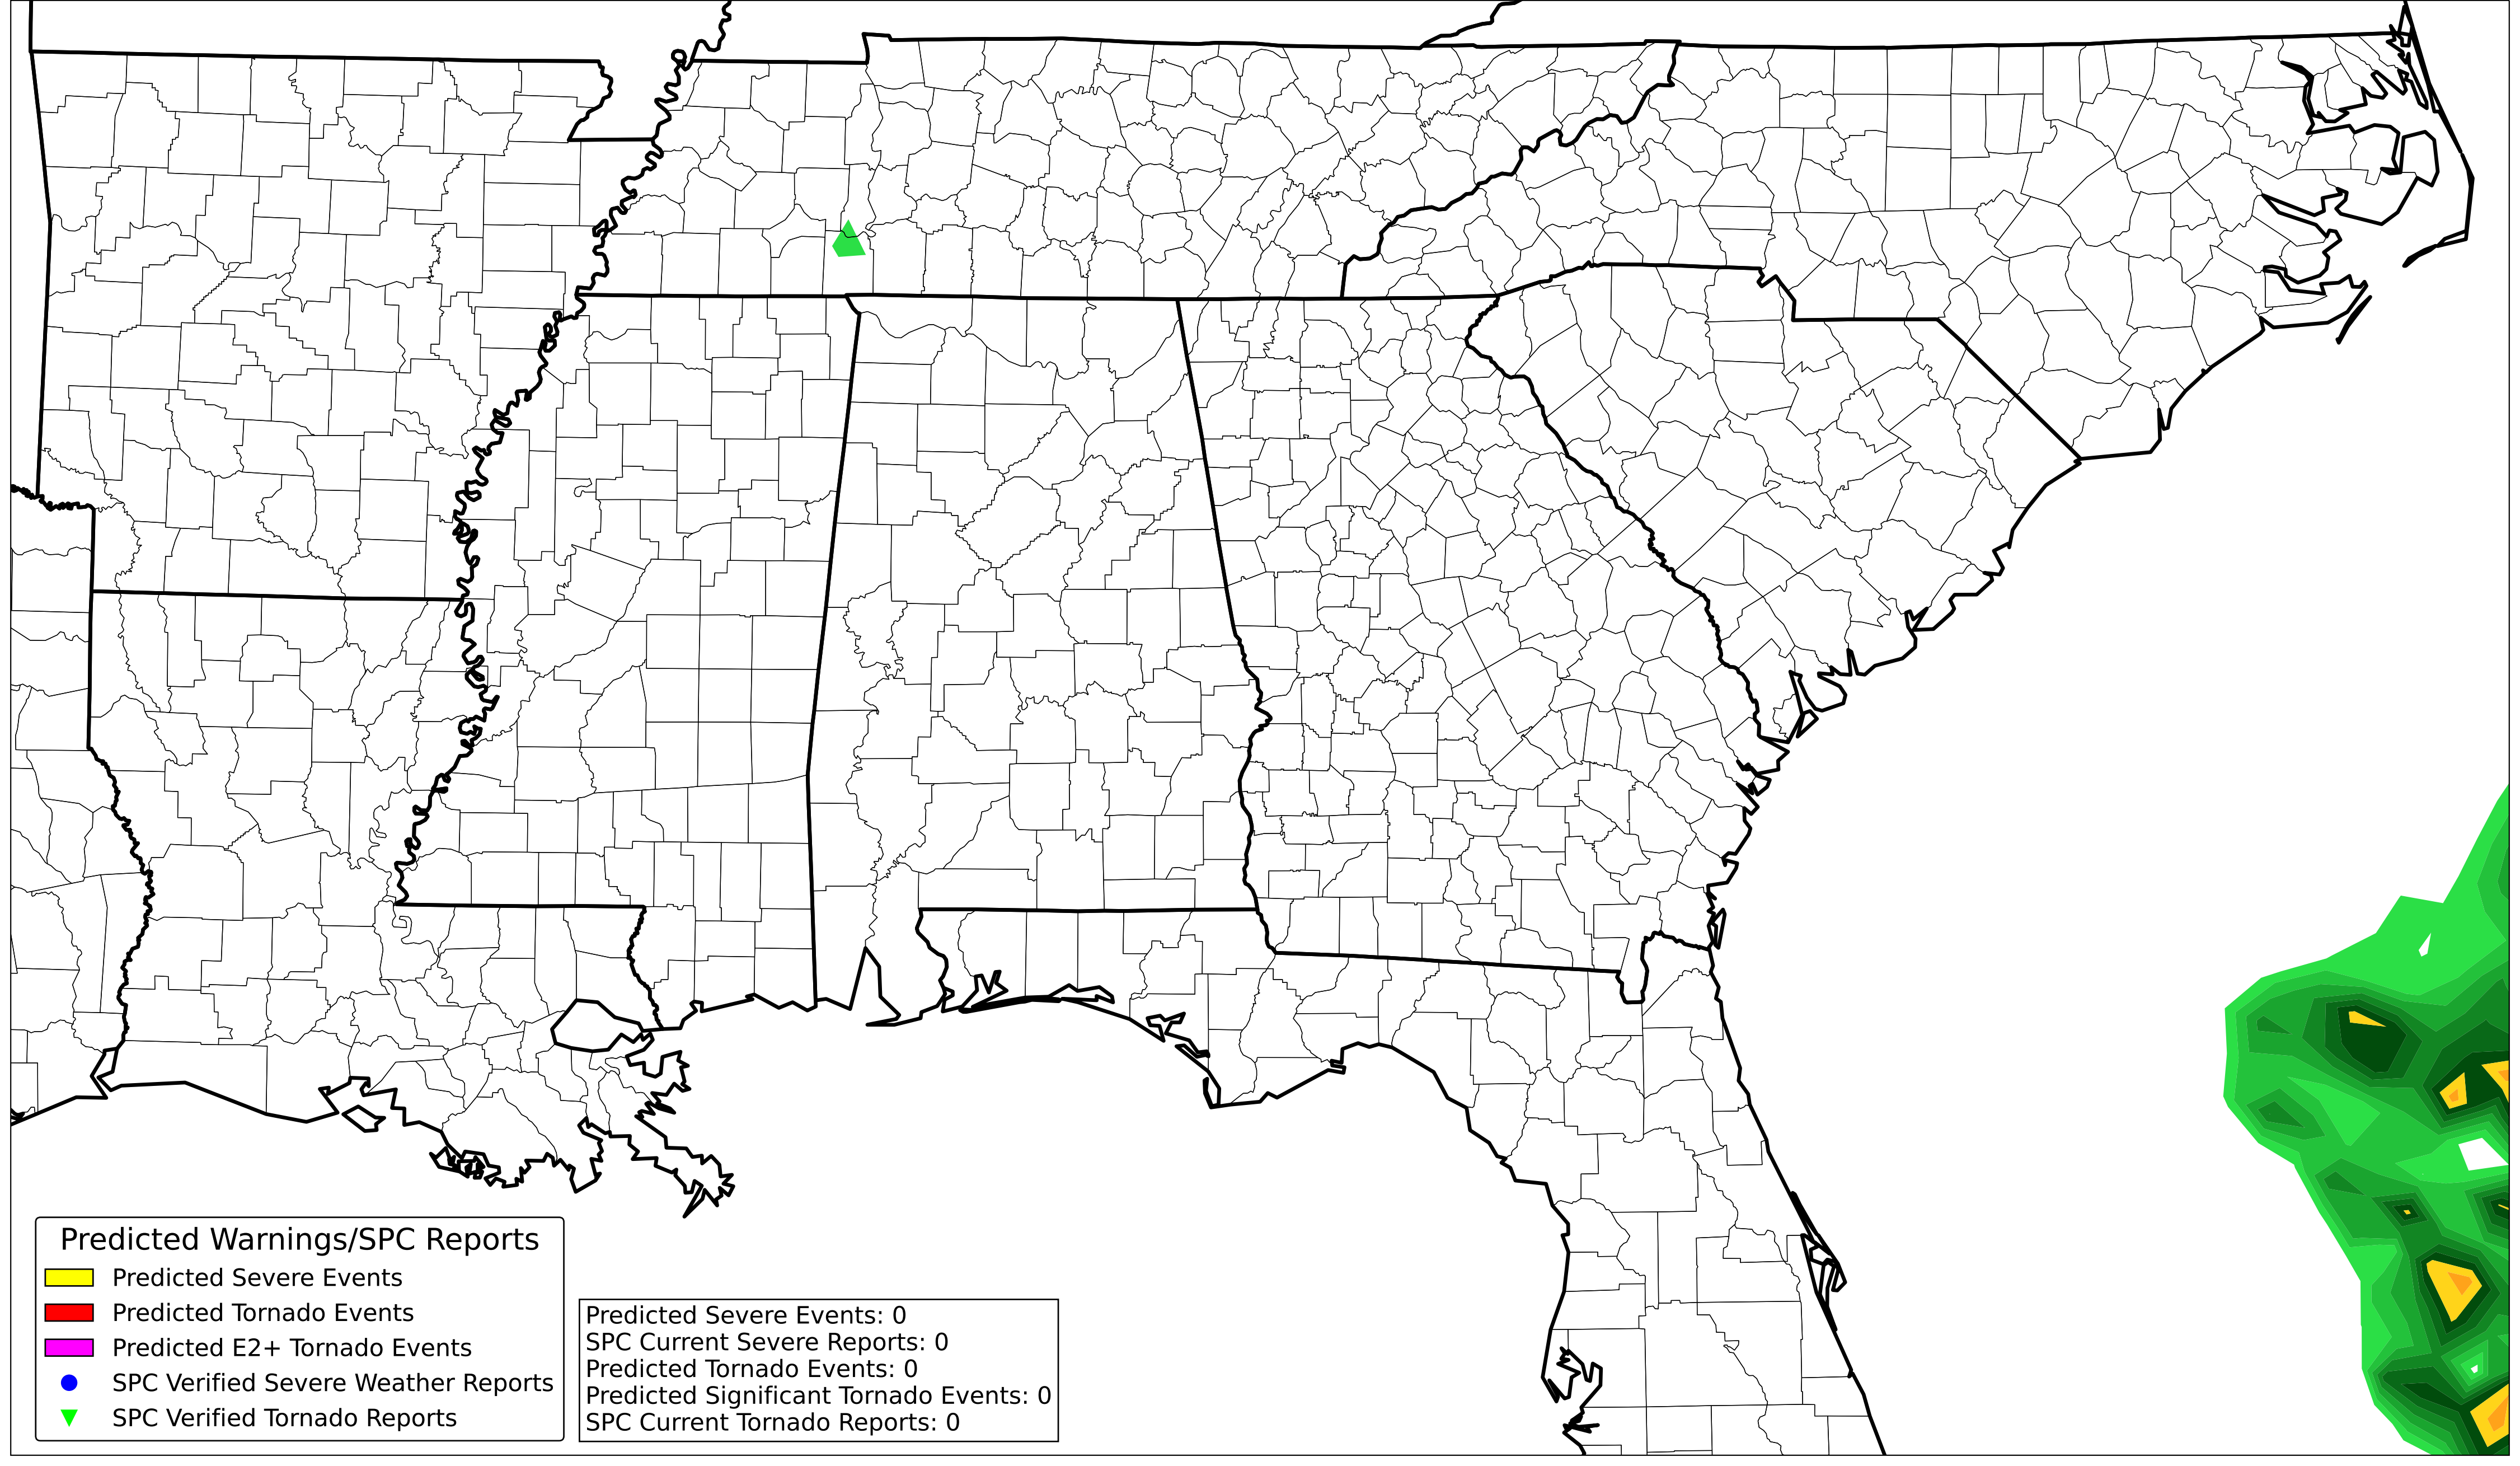 Predicted Warnings/SPC Reports
Predicted Severe Events
Predicted Tornado Events
Predicted E2+ Tornado Events
SPC Verified Severe Weather Reports
SPC Verified Tornado Reports
Predicted Severe Events: 0
SPC Current Severe Reports: 0
Predicted Tornado Events: 0
Predicted Significant Tornado Events: 0
SPC Current Tornado Reports: 0